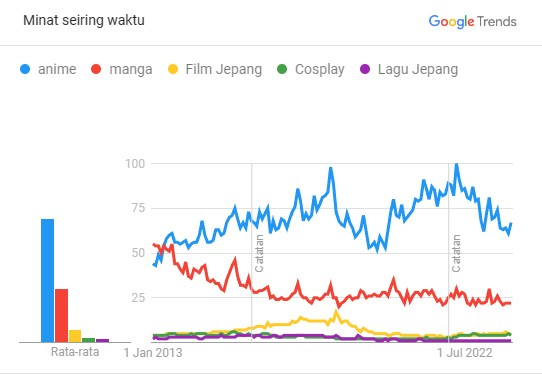 Minat seiring waktu
Google Trends
anime
manga
Film Jepang
Cosplay
Lagu Jepang
100
75
50
25
Catatan
Catatan
Rata-rata
1 Jan 2013
1 Jul 2022